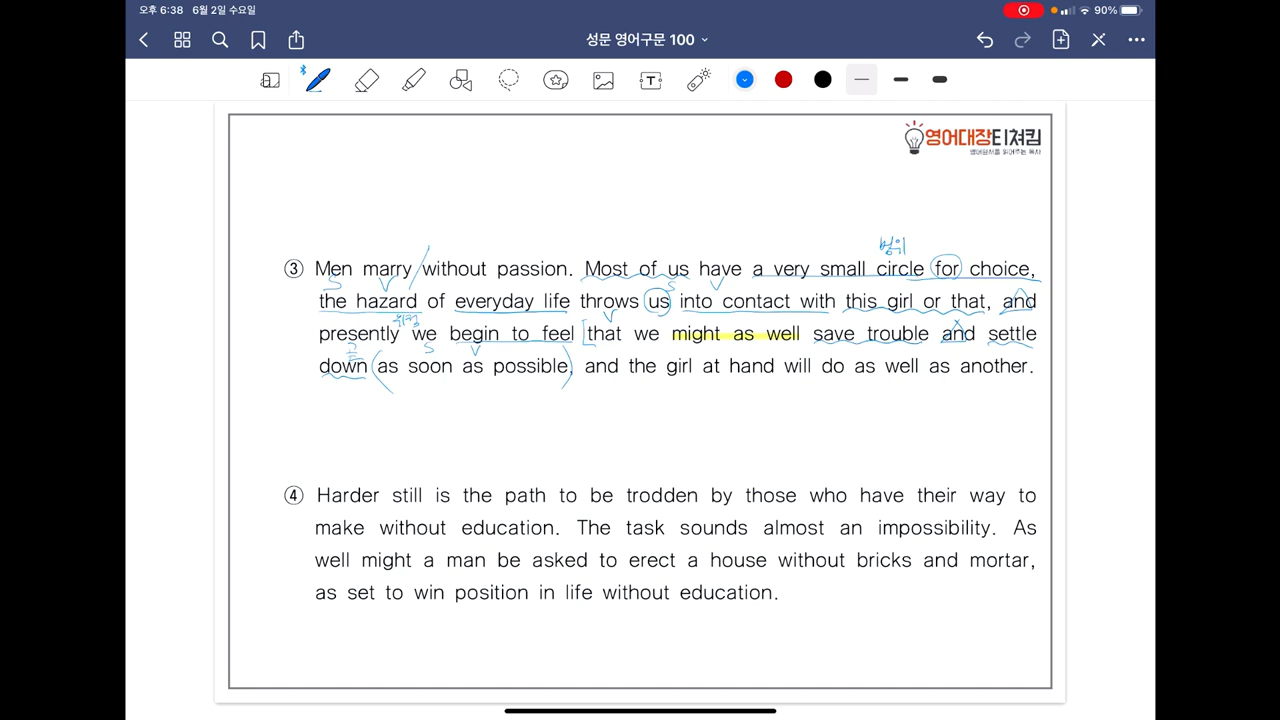 오후 6:38 6월 2일 수요일
90%
성문 영어구문 100
영어대장티쳐킴
범위
③ Men marry without passion. Most of us have a very small circle for choice,
S V S V
the hazard of everyday life throws us into contact with this girl or that, and
위험 V
presently we begin to feel that we might as well save trouble and settle
S V
down as soon as possible, and the girl at hand will do as well as another.
④ Harder still is the path to be trodden by those who have their way to
make without education. The task sounds almost an impossibility. As
well might a man be asked to erect a house without bricks and mortar,
as set to win position in life without education.